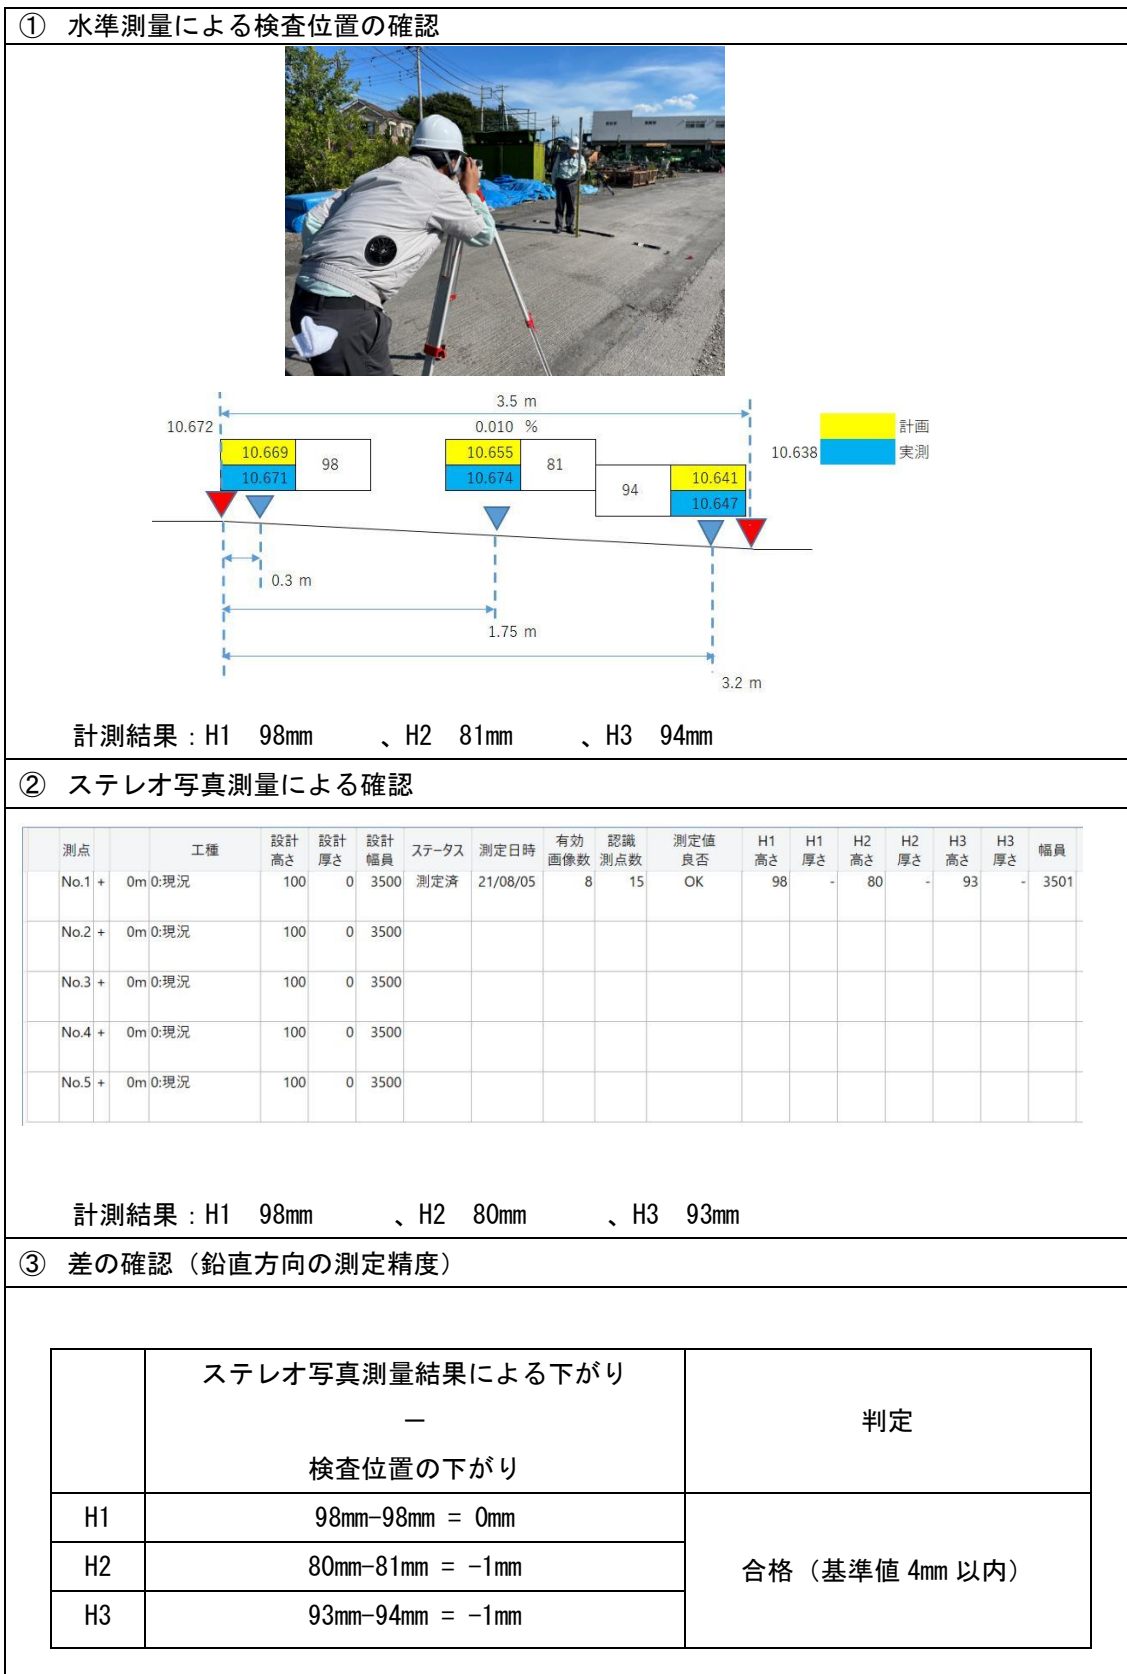 ① 水準測量による検査位置の確認
3.5 m
10.672
0.010 %
計画
10.669
98
10.655
81
10.638
実測
10.671
10.674
94
10.641
10.647
0.3 m
1.75 m
3.2 m
計測結果：H1 98mm 、H2 81mm 、H3 94mm
② ステレオ写真測量による確認
測点 工種 設計高さ 設計厚さ 設計幅員 ステータス 測定日時 有効画像数 認識測点数 測定値良否 H1高さ H1厚さ H2高さ H2厚さ H3高さ H3厚さ 幅員
No.1 + 0m 0:現況 100 0 3500 測定済 21/08/05 8 15 OK 98 - 80 - 93 - 3501
No.2 + 0m 0:現況 100 0 3500
No.3 + 0m 0:現況 100 0 3500
No.4 + 0m 0:現況 100 0 3500
No.5 + 0m 0:現況 100 0 3500
計測結果：H1 98mm 、H2 80mm 、H3 93mm
③ 差の確認（鉛直方向の測定精度）
ステレオ写真測量結果による下がり
－
検査位置の下がり
判定
H1 98mm-98mm = 0mm
H2 80mm-81mm = -1mm
合格（基準値 4mm 以内）
H3 93mm-94mm = -1mm